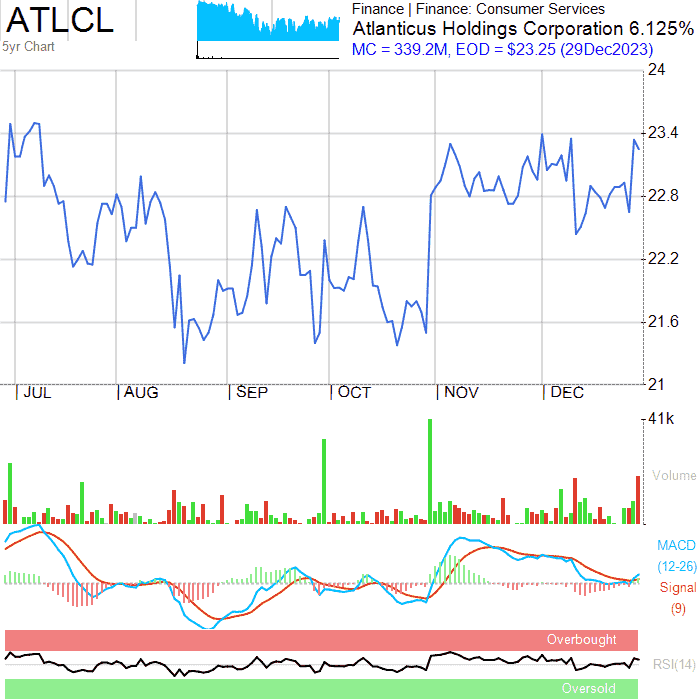 ATLCL
5yr Chart
Finance | Finance: Consumer Services
Atlanticus Holdings Corporation 6.125%
MC = 339.2M, EOD = $23.25 (29Dec2023)
24
23.4
22.8
22.2
21.6
21
JUL AUG SEP OCT NOV DEC
41k
Volume
MACD
(12-26)
Signal
(9)
Overbought
RSI(14)
Oversold